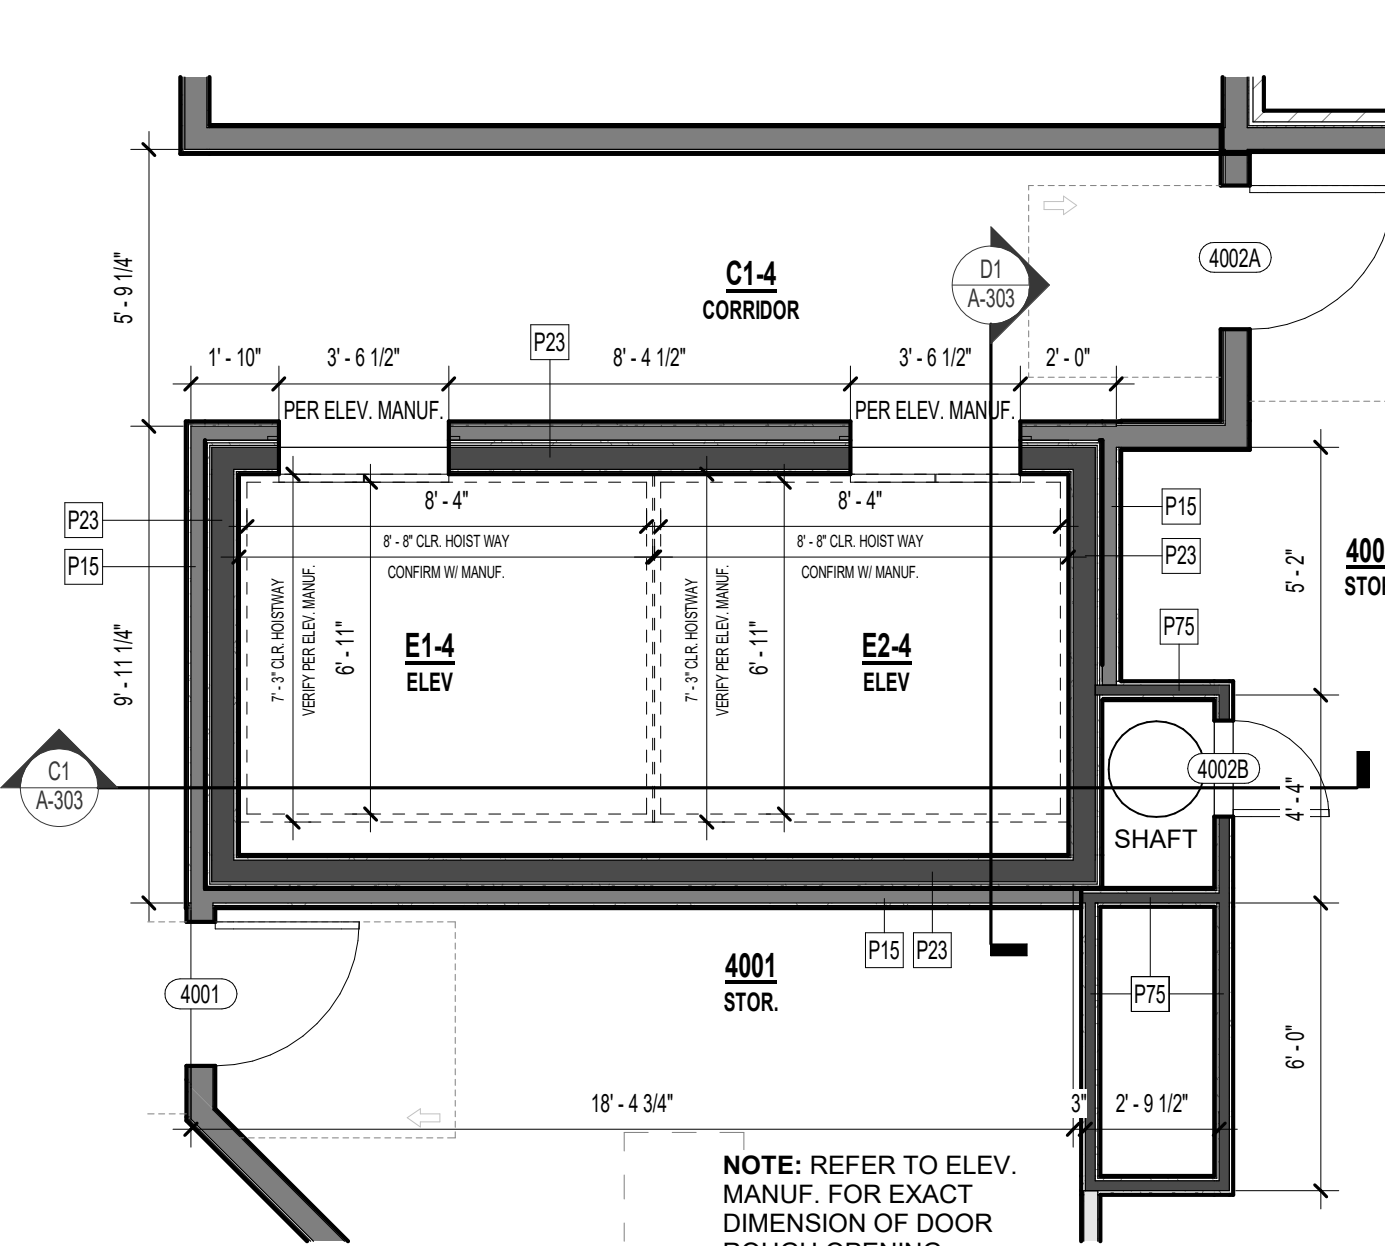 4002A
C1-4
CORRIDOR
D1
A-303
5' - 9 1/4"
1' - 10"
3' - 6 1/2"
P23
8' - 4 1/2"
3' - 6 1/2"
2' - 0"
PER ELEV. MANUF.
PER ELEV. MANUF.
P23
P15
8' - 4"
8' - 8" CLR. HOIST WAY
CONFIRM W/ MANUF.
8' - 4"
8' - 8" CLR. HOIST WAY
CONFIRM W/ MANUF.
P15
P23
5' - 2"
400
STO
7' - 3" CLR. HOISTWAY
VERIFY PER ELEV. MANUF.
6' - 11"
E1-4
ELEV
7' - 3" CLR. HOISTWAY
VERIFY PER ELEV. MANUF.
6' - 11"
E2-4
ELEV
P75
9' - 11 1/4"
C1
A-303
4002B
4' - 4"
SHAFT
P15
P23
4001
STOR.
4001
P75
6' - 0"
18' - 4 3/4"
3"
2' - 9 1/2"
NOTE: REFER TO ELEV.
MANUF. FOR EXACT
DIMENSION OF DOOR
ROUGH OPENING